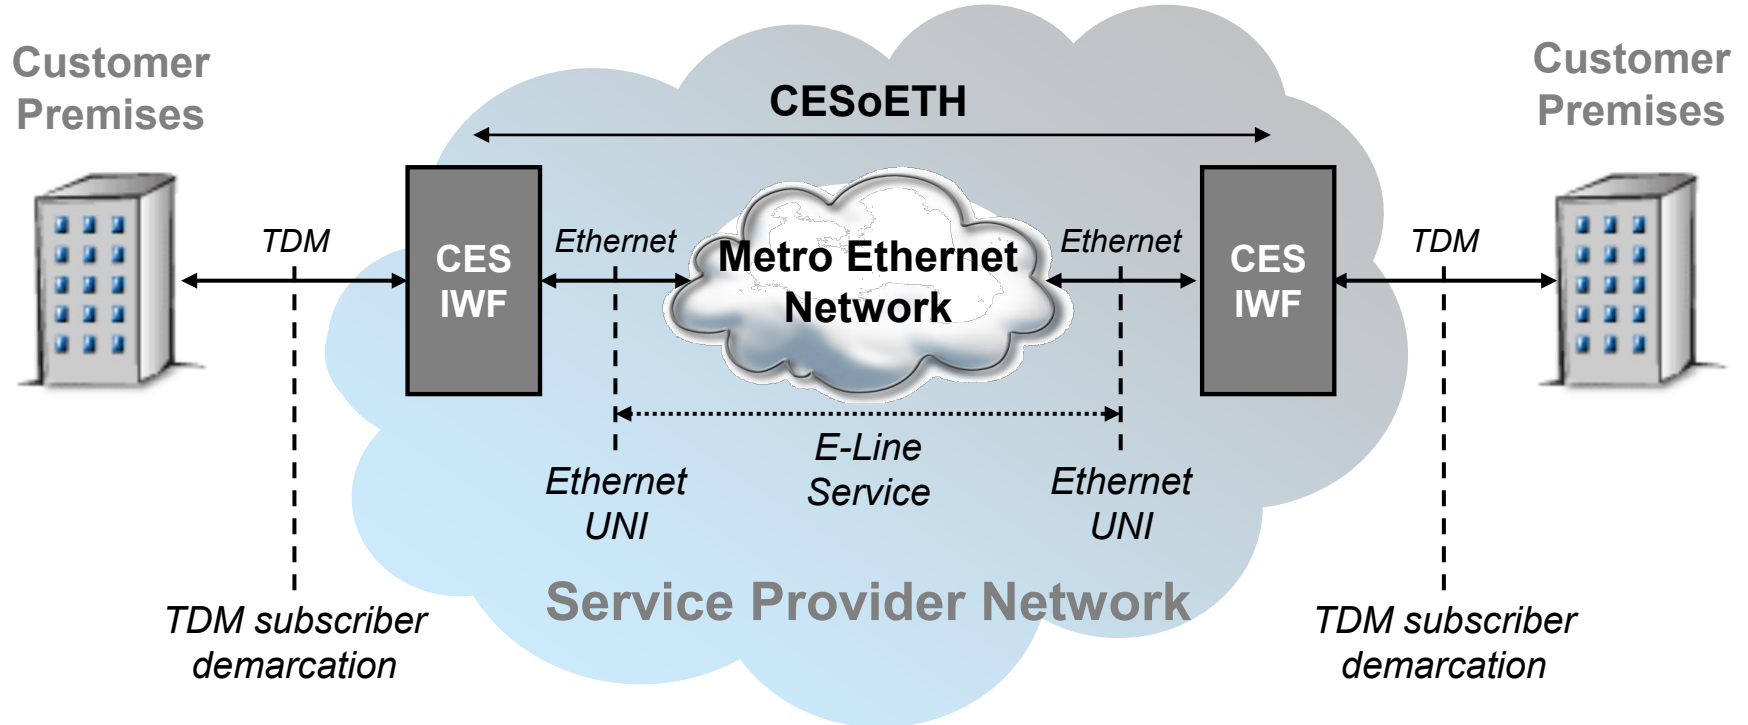 Customer
Premises
Customer
Premises
CESoETH
TDM
CES
IWF
Ethernet
Metro Ethernet
Network
Ethernet
CES
IWF
TDM
E-Line
Service
Ethernet
UNI
Ethernet
UNI
Service Provider Network
TDM subscriber
demarcation
TDM subscriber
demarcation